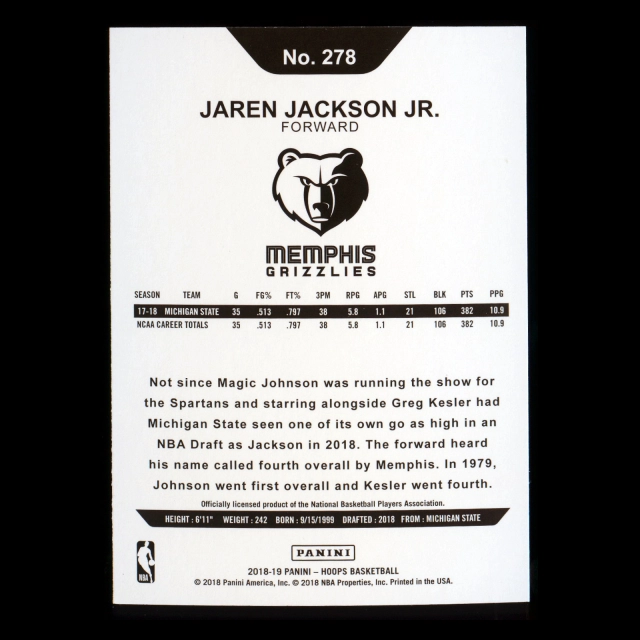 No. 278
JAREN JACKSON JR.
FORWARD
MEMPHIS
GRIZZLIES
SEASON TEAM G FG% FT% 3PM RPG APG STL BLK PTS PPG
17-18 MICHIGAN STATE 35 .513 .797 38 5.8 1.1 21 106 382 10.9
NCAA CAREER TOTALS 35 .513 .797 38 5.8 1.1 21 106 382 10.9
Not since Magic Johnson was running the show for
the Spartans and starring alongside Greg Kesler had
Michigan State seen one of its own go as high in an
NBA Draft as Jackson in 2018. The forward heard
his name called fourth overall by Memphis. In 1979,
Johnson went first overall and Kesler went fourth.
Officially licensed product of the National Basketball Players Association.
HEIGHT : 6'11" WEIGHT : 242 BORN : 9/15/1999 DRAFTED : 2018 FROM : MICHIGAN STATE
PANINI
NBA
2018-19 PANINI – HOOPS BASKETBALL
© 2018 Panini America, Inc. © 2018 NBA Properties, Inc. Printed in the USA.